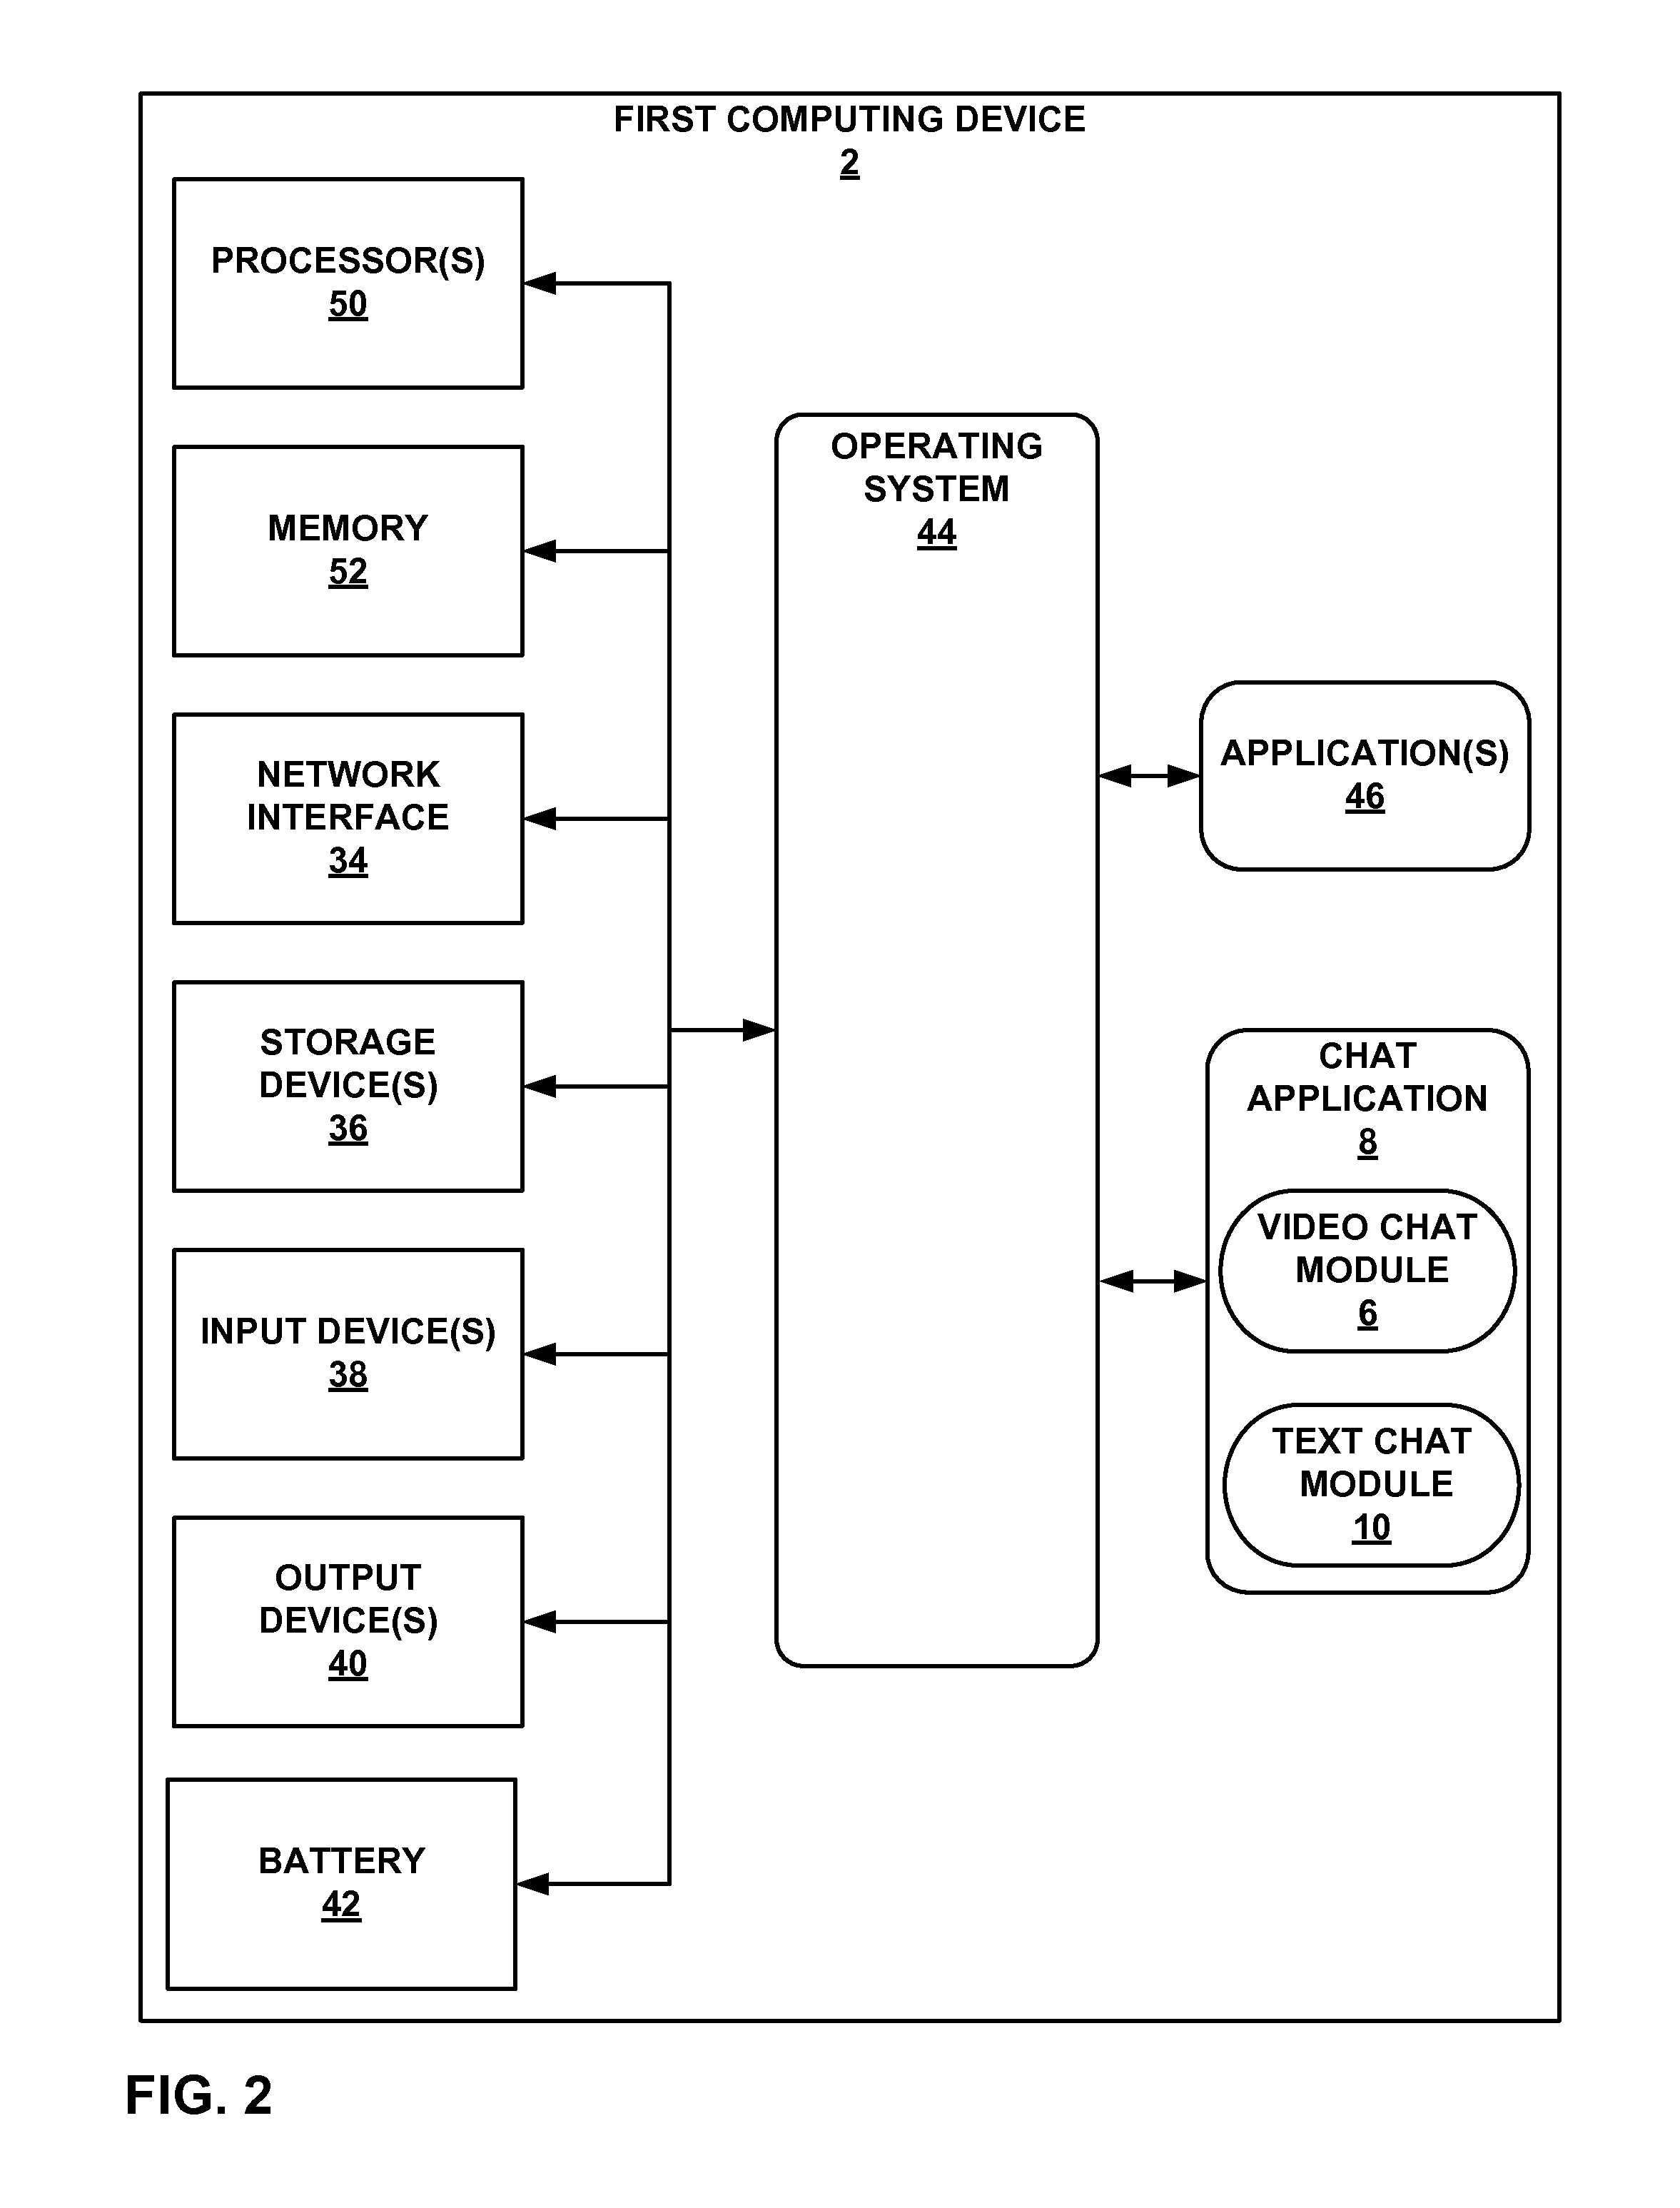 FIRST COMPUTING DEVICE
2
PROCESSOR(S)
50
MEMORY
52
NETWORK
INTERFACE
34
STORAGE
DEVICE(S)
36
INPUT DEVICE(S)
38
OUTPUT
DEVICE(S)
40
BATTERY
42
OPERATING
SYSTEM
44
APPLICATION(S)
46
CHAT
APPLICATION
8
VIDEO CHAT
MODULE
6
TEXT CHAT
MODULE
10
FIG. 2